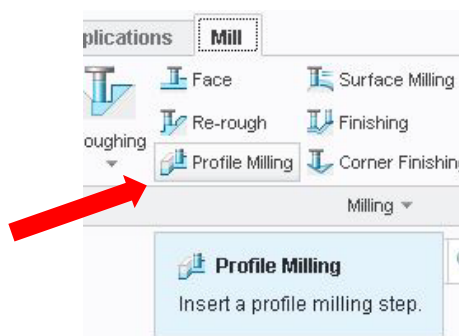 plications Mill
Face Surface Milling
Re-rough Finishing
oughing
Profile Milling Corner Finishin
Milling
Profile Milling
Insert a profile milling step.